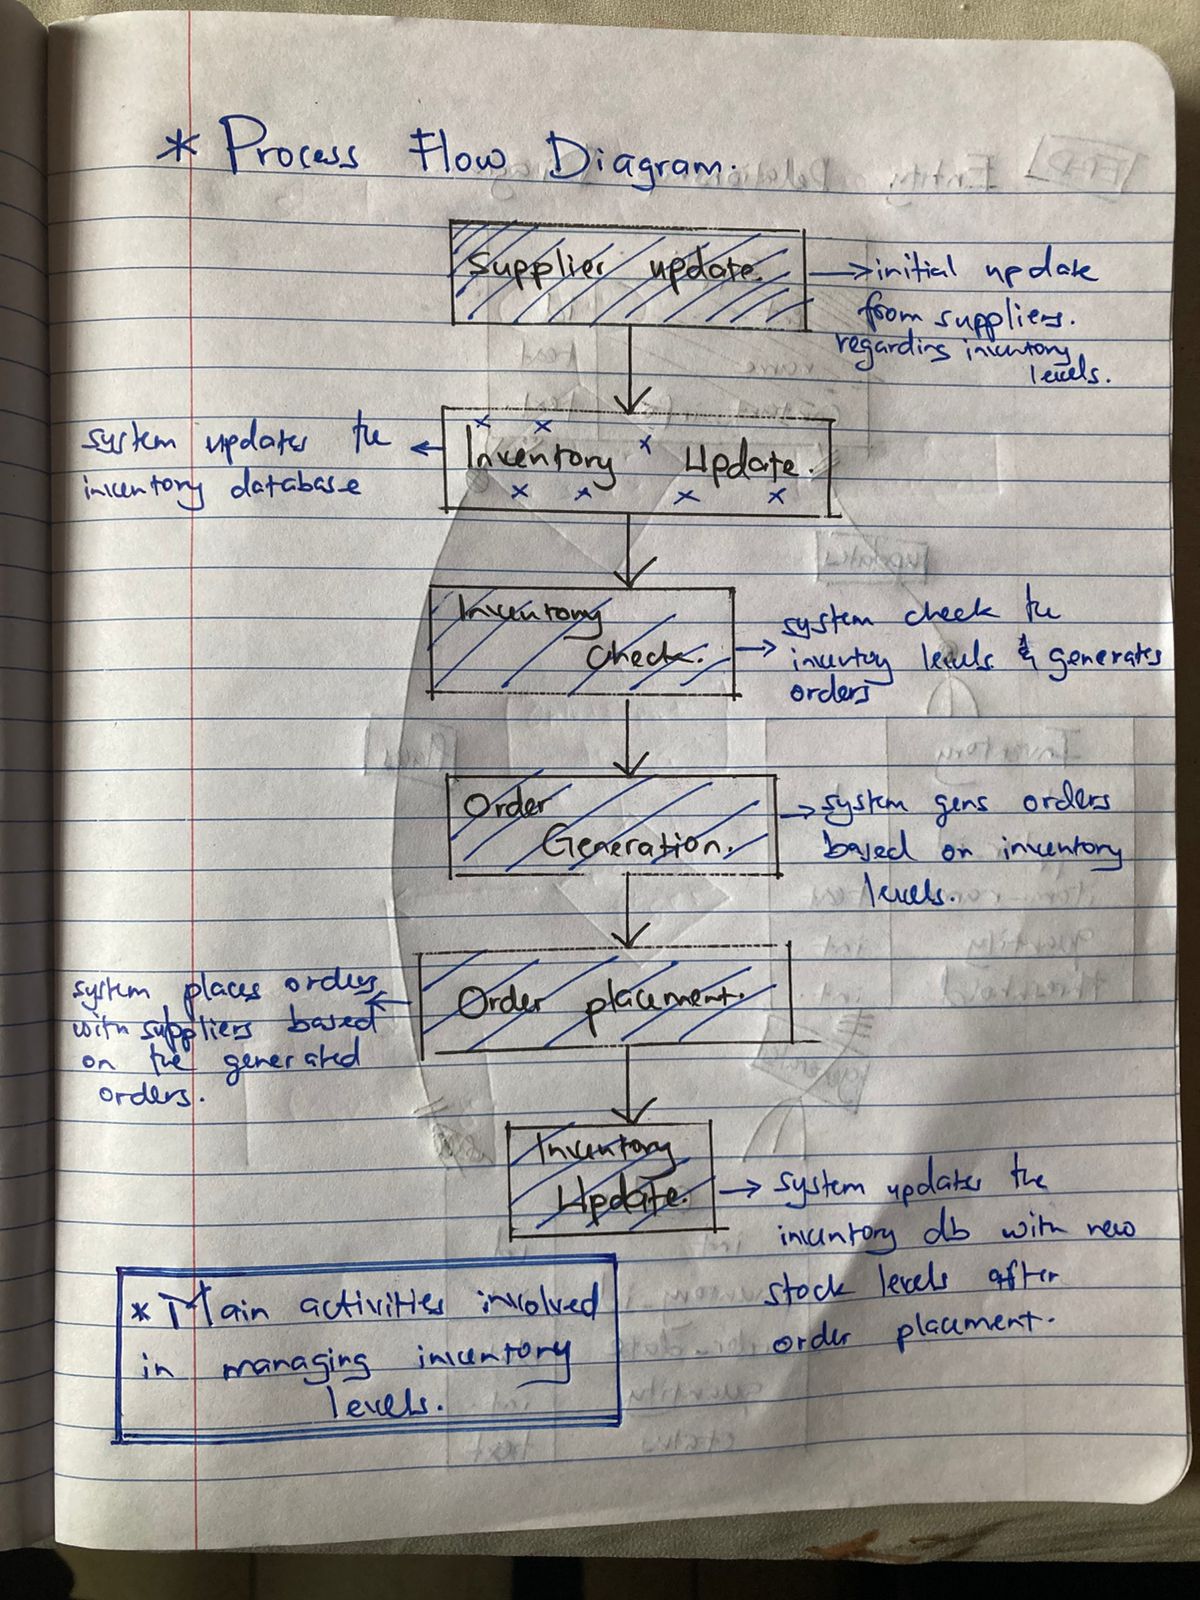 * Process Flow Diagram.
Supplier update.
→ initial update
from suppliers.
regarding inventory
levels.
Inventory Update.
system updates the
inventory database
Inventory
Check.
system check the
inventory levels & generates
orders
Order
Generation.
system gens orders
based on inventory
levels.
Order placement.
system places orders
with suppliers based
on the generated
orders.
Inventory
Update.
system updates the
inventory db with new
stock levels after
order placement.
* Main activities involved
in managing inventory
levels.